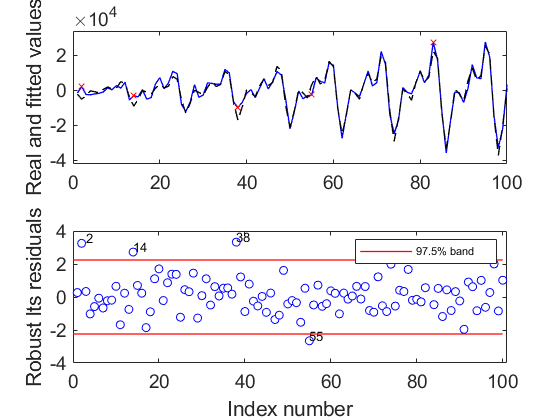 ×10⁴
Real and fitted values
2
0
-2
-4
0 20 40 60 80 100
Robust lts residuals
4
2
0
-2
-4
2
14
38
55
97.5% band
0 20 40 60 80 100
Index number